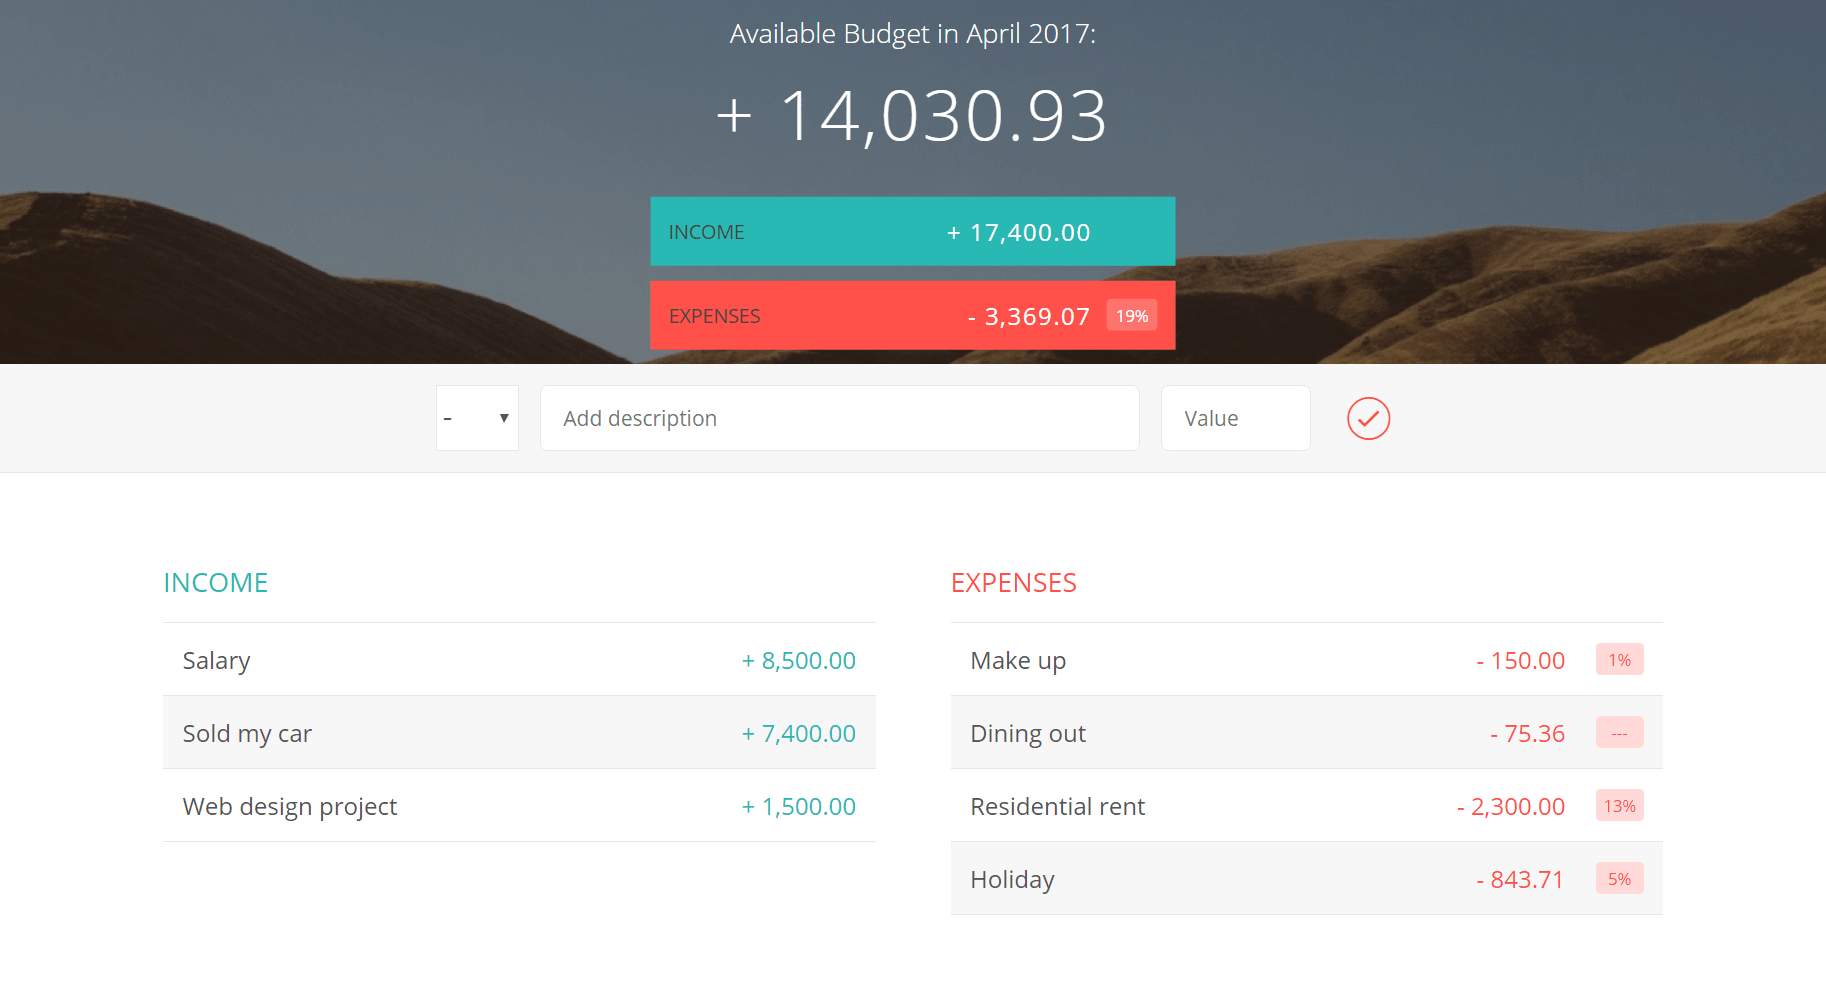 Available Budget in April 2017:
+ 14,030.93
INCOME + 17,400.00
EXPENSES - 3,369.07 19%
- ▼ Add description Value
INCOME
Salary + 8,500.00
Sold my car + 7,400.00
Web design project + 1,500.00
EXPENSES
Make up - 150.00 1%
Dining out - 75.36 ---
Residential rent - 2,300.00 13%
Holiday - 843.71 5%